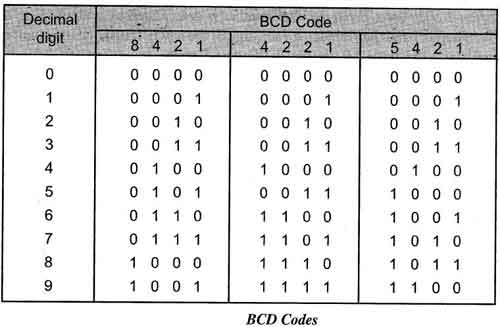 Decimal digit BCD Code
8 4 2 1 4 2 2 1 5 4 2 1
0 0 0 0 0 0 0 0 0 0 0 0 0
1 0 0 0 1 0 0 0 1 0 0 0 1
2 0 0 1 0 0 0 1 0 0 0 1 0
3 0 0 1 1 0 0 1 1 0 0 1 1
4 0 1 0 0 1 0 0 0 0 1 0 0
5 0 1 0 1 0 0 1 1 1 0 0 0
6 0 1 1 0 1 1 0 0 1 0 0 1
7 0 1 1 1 1 1 0 1 1 0 1 0
8 1 0 0 0 1 1 1 0 1 0 1 1
9 1 0 0 1 1 1 1 1 1 1 0 0
BCD Codes